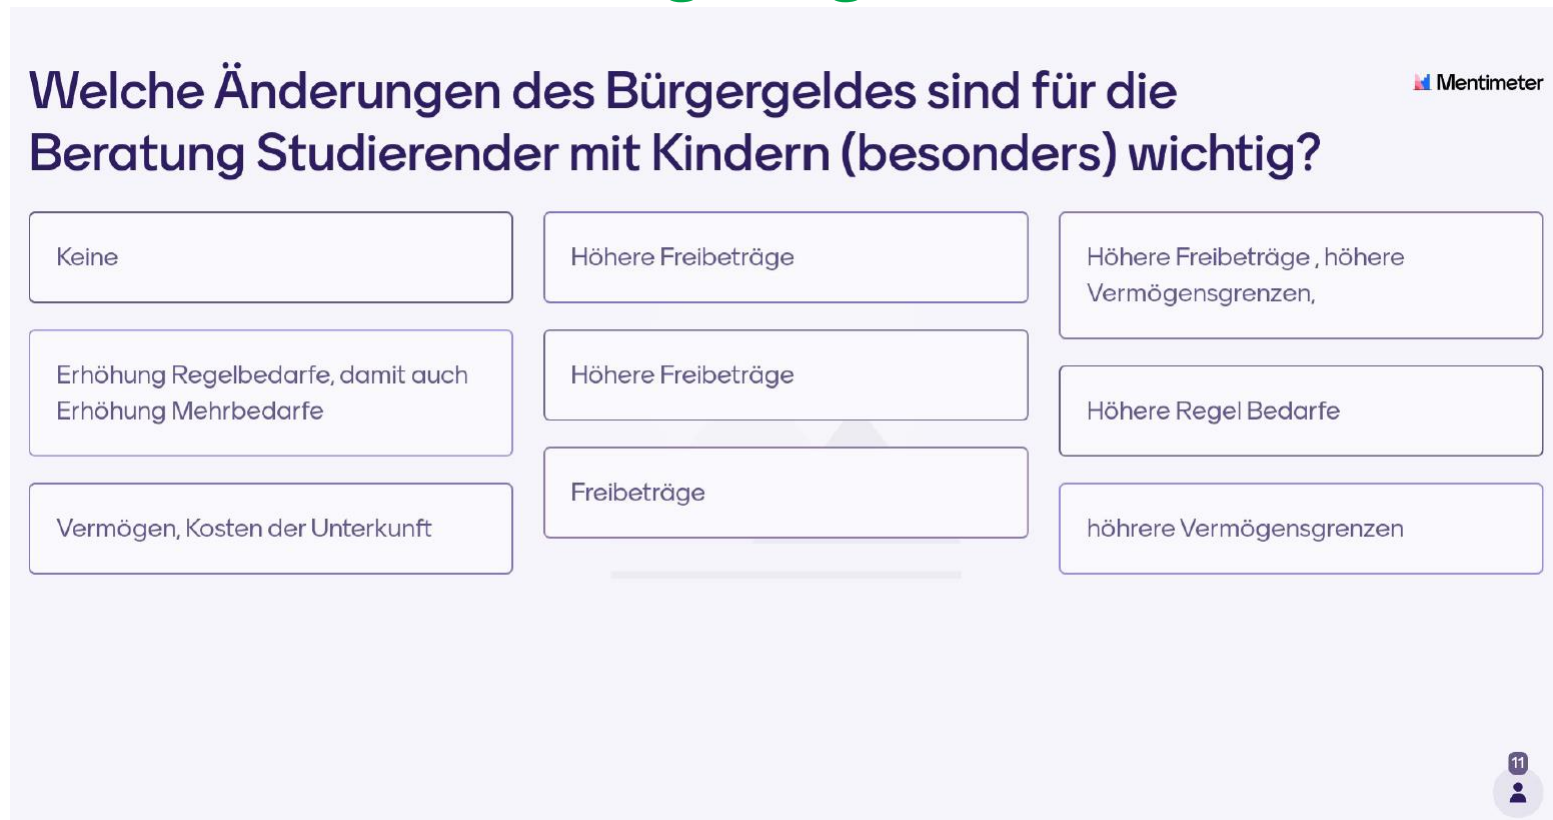 Welche Änderungen des Bürgergeldes sind für die
Beratung Studierender mit Kindern (besonders) wichtig?
Mentimeter
Keine
Erhöhung Regelbedarfe, damit auch
Erhöhung Mehrbedarfe
Vermögen, Kosten der Unterkunft
Höhere Freibeträge
Höhere Freibeträge
Freibeträge
Höhere Freibeträge , höhere
Vermögensgrenzen,
Höhere Regel Bedarfe
höhrere Vermögensgrenzen
11